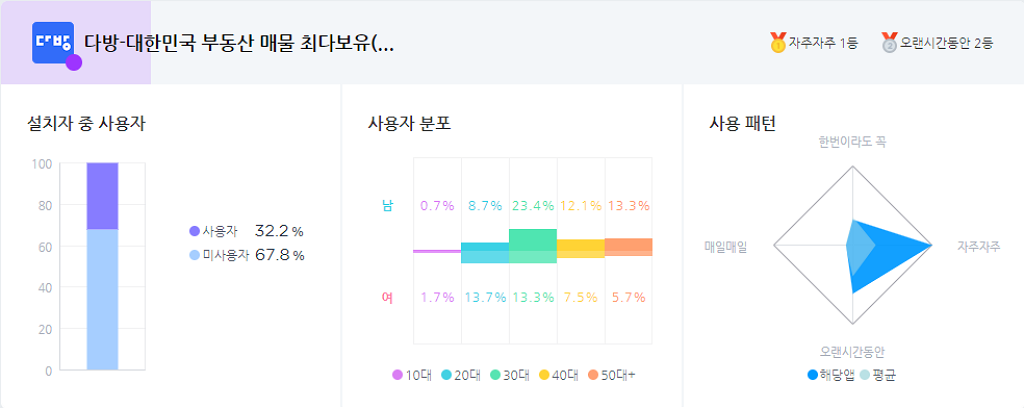 다방
다방-대한민국 부동산 매물 최다보유(...
자주자주 1등
오랜시간동안 2등
설치자 중 사용자
100
80
60
40
20
0
사용자 32.2 %
미사용자 67.8 %
사용자 분포
남 0.7% 8.7% 23.4% 12.1% 13.3%
여 1.7% 13.7% 13.3% 7.5% 5.7%
10대 20대 30대 40대 50대+
사용 패턴
한번이라도 꼭
매일매일
자주자주
오랜시간동안
해당앱 평균